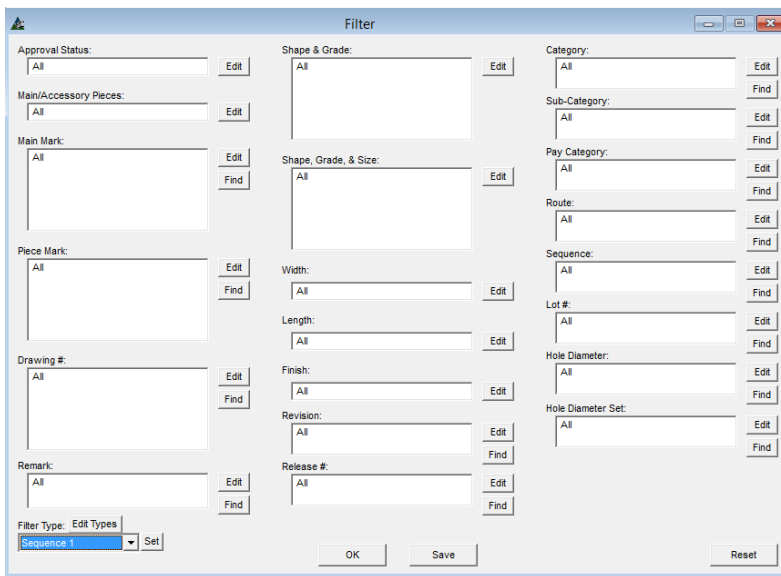 Filter
Approval Status:
All
Edit
Main/Accessory Pieces:
All
Edit
Main Mark:
All
Edit
Find
Piece Mark:
All
Edit
Find
Drawing #:
All
Edit
Find
Remark:
All
Edit
Find
Filter Type: Edit Types
Sequence 1
Set
Shape & Grade:
All
Edit
Shape, Grade, & Size:
All
Edit
Width:
All
Edit
Length:
All
Edit
Finish:
All
Edit
Revision:
All
Edit
Find
Release #:
All
Edit
Find
Category:
All
Edit
Find
Sub-Category:
All
Edit
Find
Pay Category:
All
Edit
Find
Route:
All
Edit
Find
Sequence:
All
Edit
Find
Lot #:
All
Edit
Find
Hole Diameter:
All
Edit
Find
Hole Diameter Set:
All
Edit
Find
OK
Save
Reset